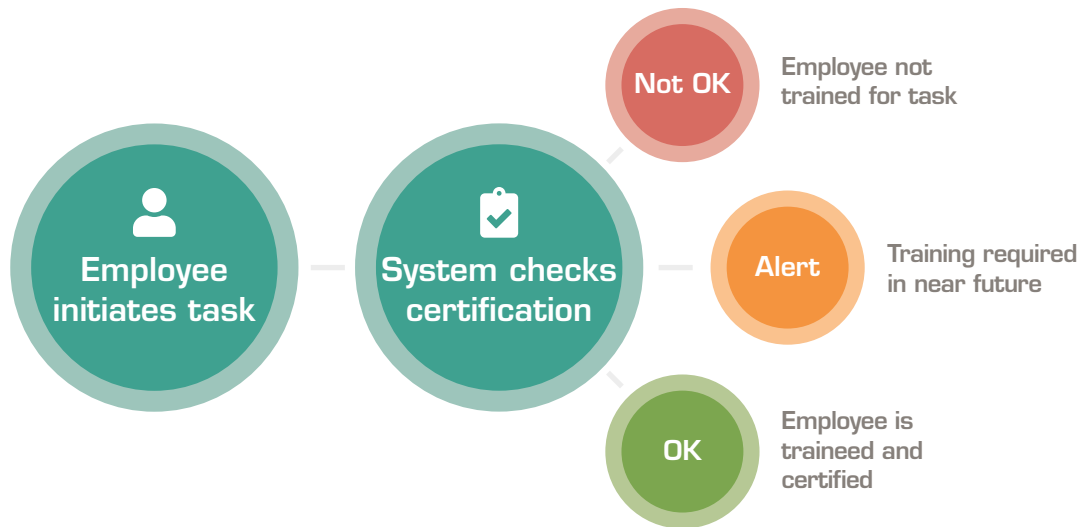 Employee
initiates task
System checks
certification
Not OK
Employee not
trained for task
Alert
Training required
in near future
OK
Employee is
traineed and
certified